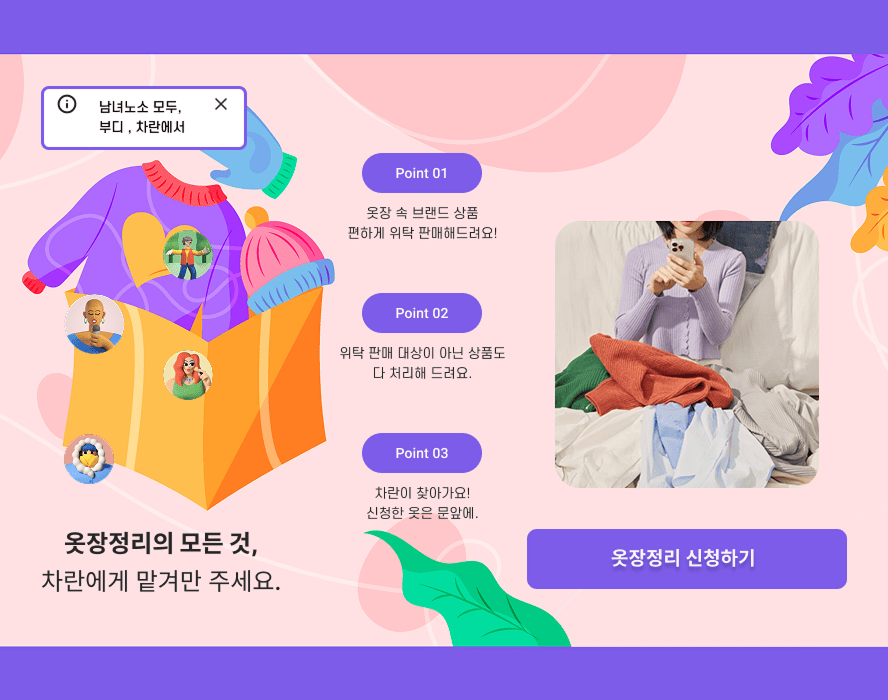 남녀노소 모두,
부디 , 차란에서
Point 01
옷장 속 브랜드 상품
편하게 위탁 판매해드려요!
Point 02
위탁 판매 대상이 아닌 상품도
다 처리해 드려요.
Point 03
차란이 찾아가요!
신청한 옷은 문앞에.
옷장정리의 모든 것,
차란에게 맡겨만 주세요.
옷장정리 신청하기